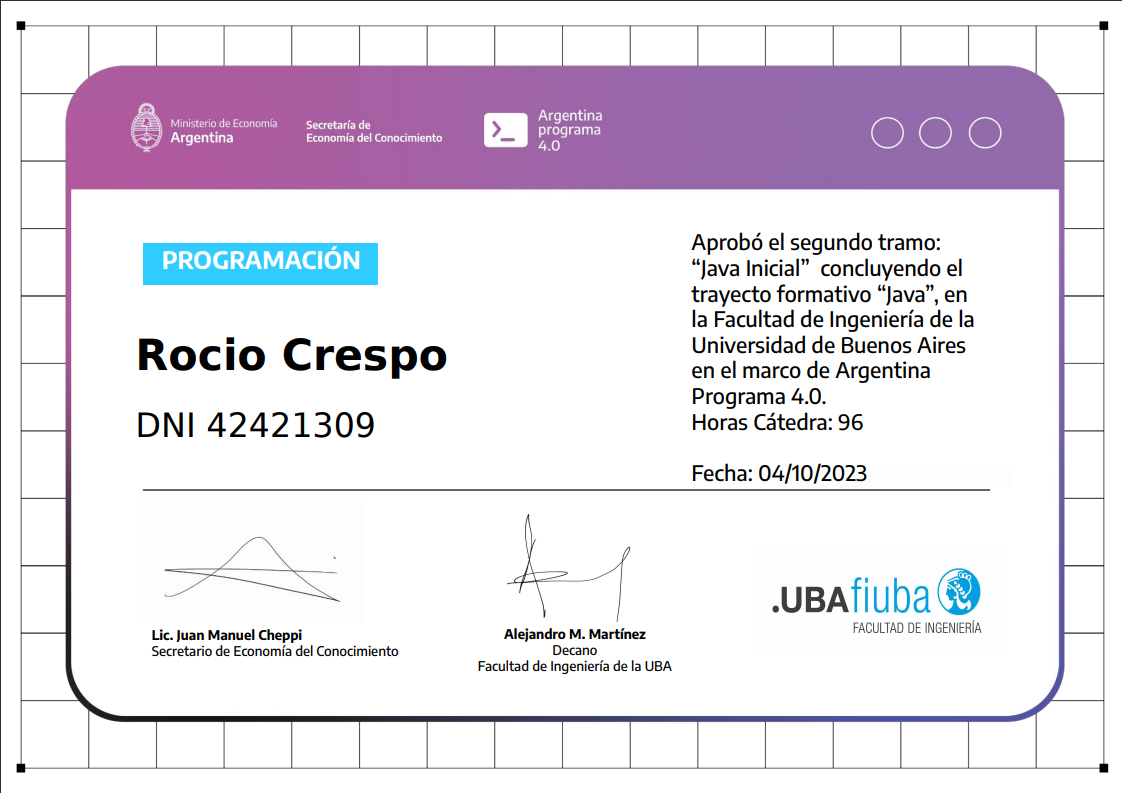 Ministerio de Economía
Argentina
Secretaría de
Economía del Conocimiento
Argentina
programa
4.0
PROGRAMACIÓN
Rocio Crespo
DNI 42421309
Aprobó el segundo tramo:
“Java Inicial”  concluyendo el
trayecto formativo “Java”, en
la Facultad de Ingeniería de la
Universidad de Buenos Aires
en el marco de Argentina
Programa 4.0.
Horas Cátedra: 96
Fecha: 04/10/2023
Lic. Juan Manuel Cheppi
Secretario de Economía del Conocimiento
Alejandro M. Martínez
Decano
Facultad de Ingeniería de la UBA
.UBAfiuba
FACULTAD DE INGENIERÍA